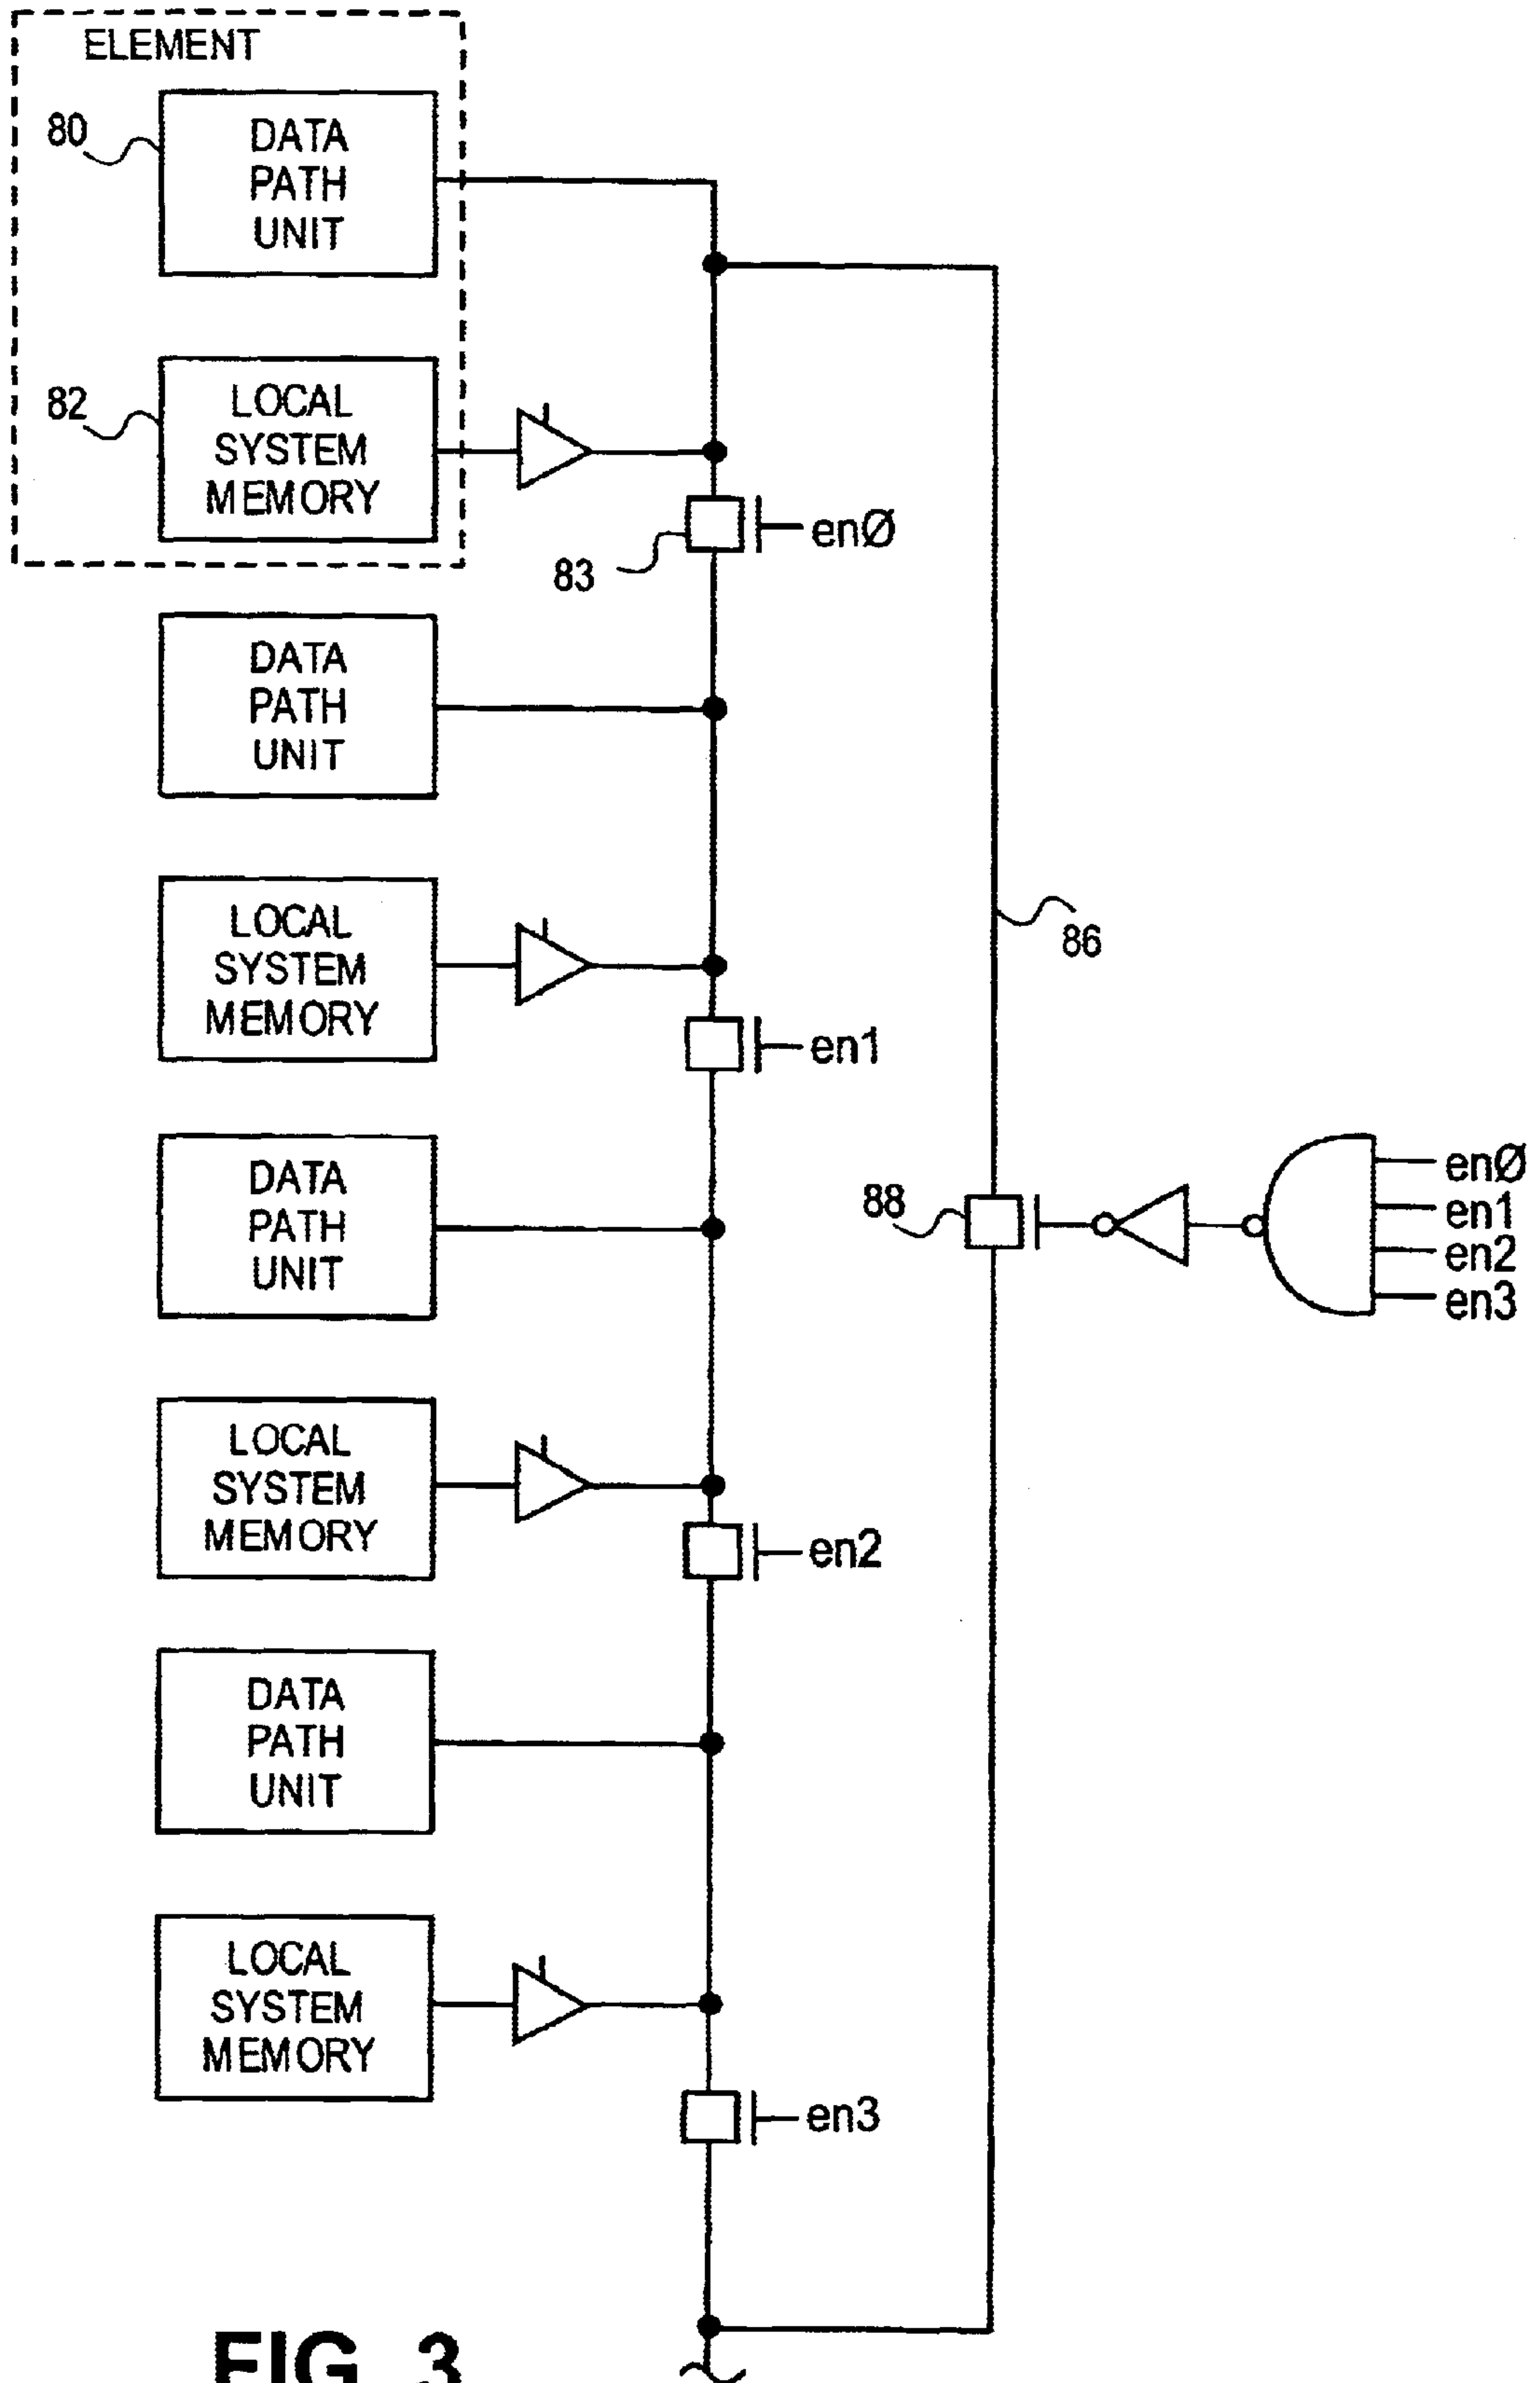 ELEMENT
80
DATA
PATH
UNIT
82
LOCAL
SYSTEM
MEMORY
enØ
83
DATA
PATH
UNIT
LOCAL
SYSTEM
MEMORY
86
en1
DATA
PATH
UNIT
88
enØ
en1
en2
en3
LOCAL
SYSTEM
MEMORY
en2
DATA
PATH
UNIT
LOCAL
SYSTEM
MEMORY
en3
FIG. 3